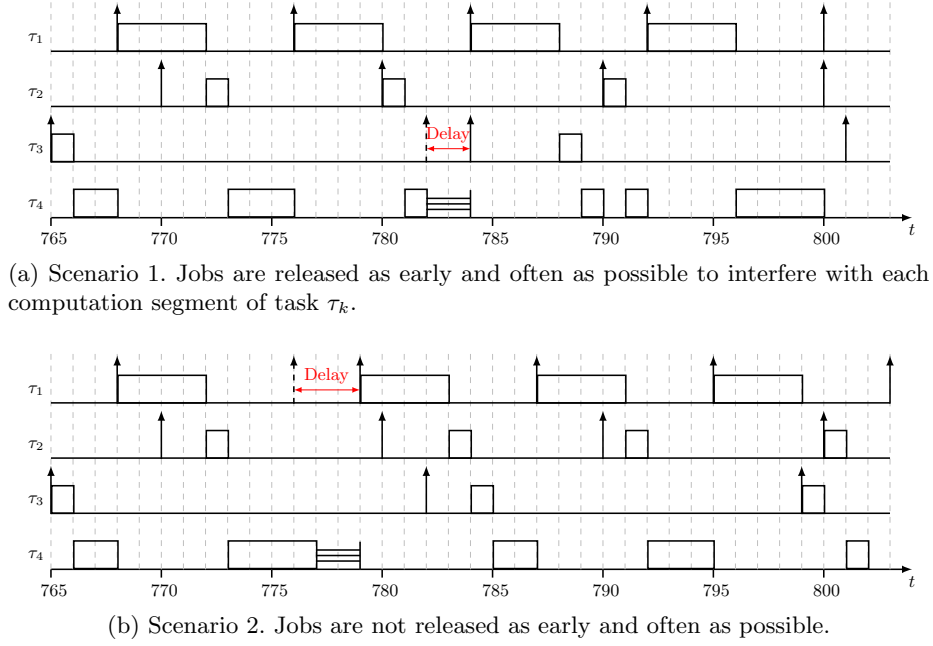 τ1
τ2
Delay
τ3
τ4
765 770 775 780 785 790 795 800 t
(a) Scenario 1. Jobs are released as early and often as possible to interfere with each
computation segment of task τk.
Delay
τ1
τ2
τ3
τ4
765 770 775 780 785 790 795 800 t
(b) Scenario 2. Jobs are not released as early and often as possible.